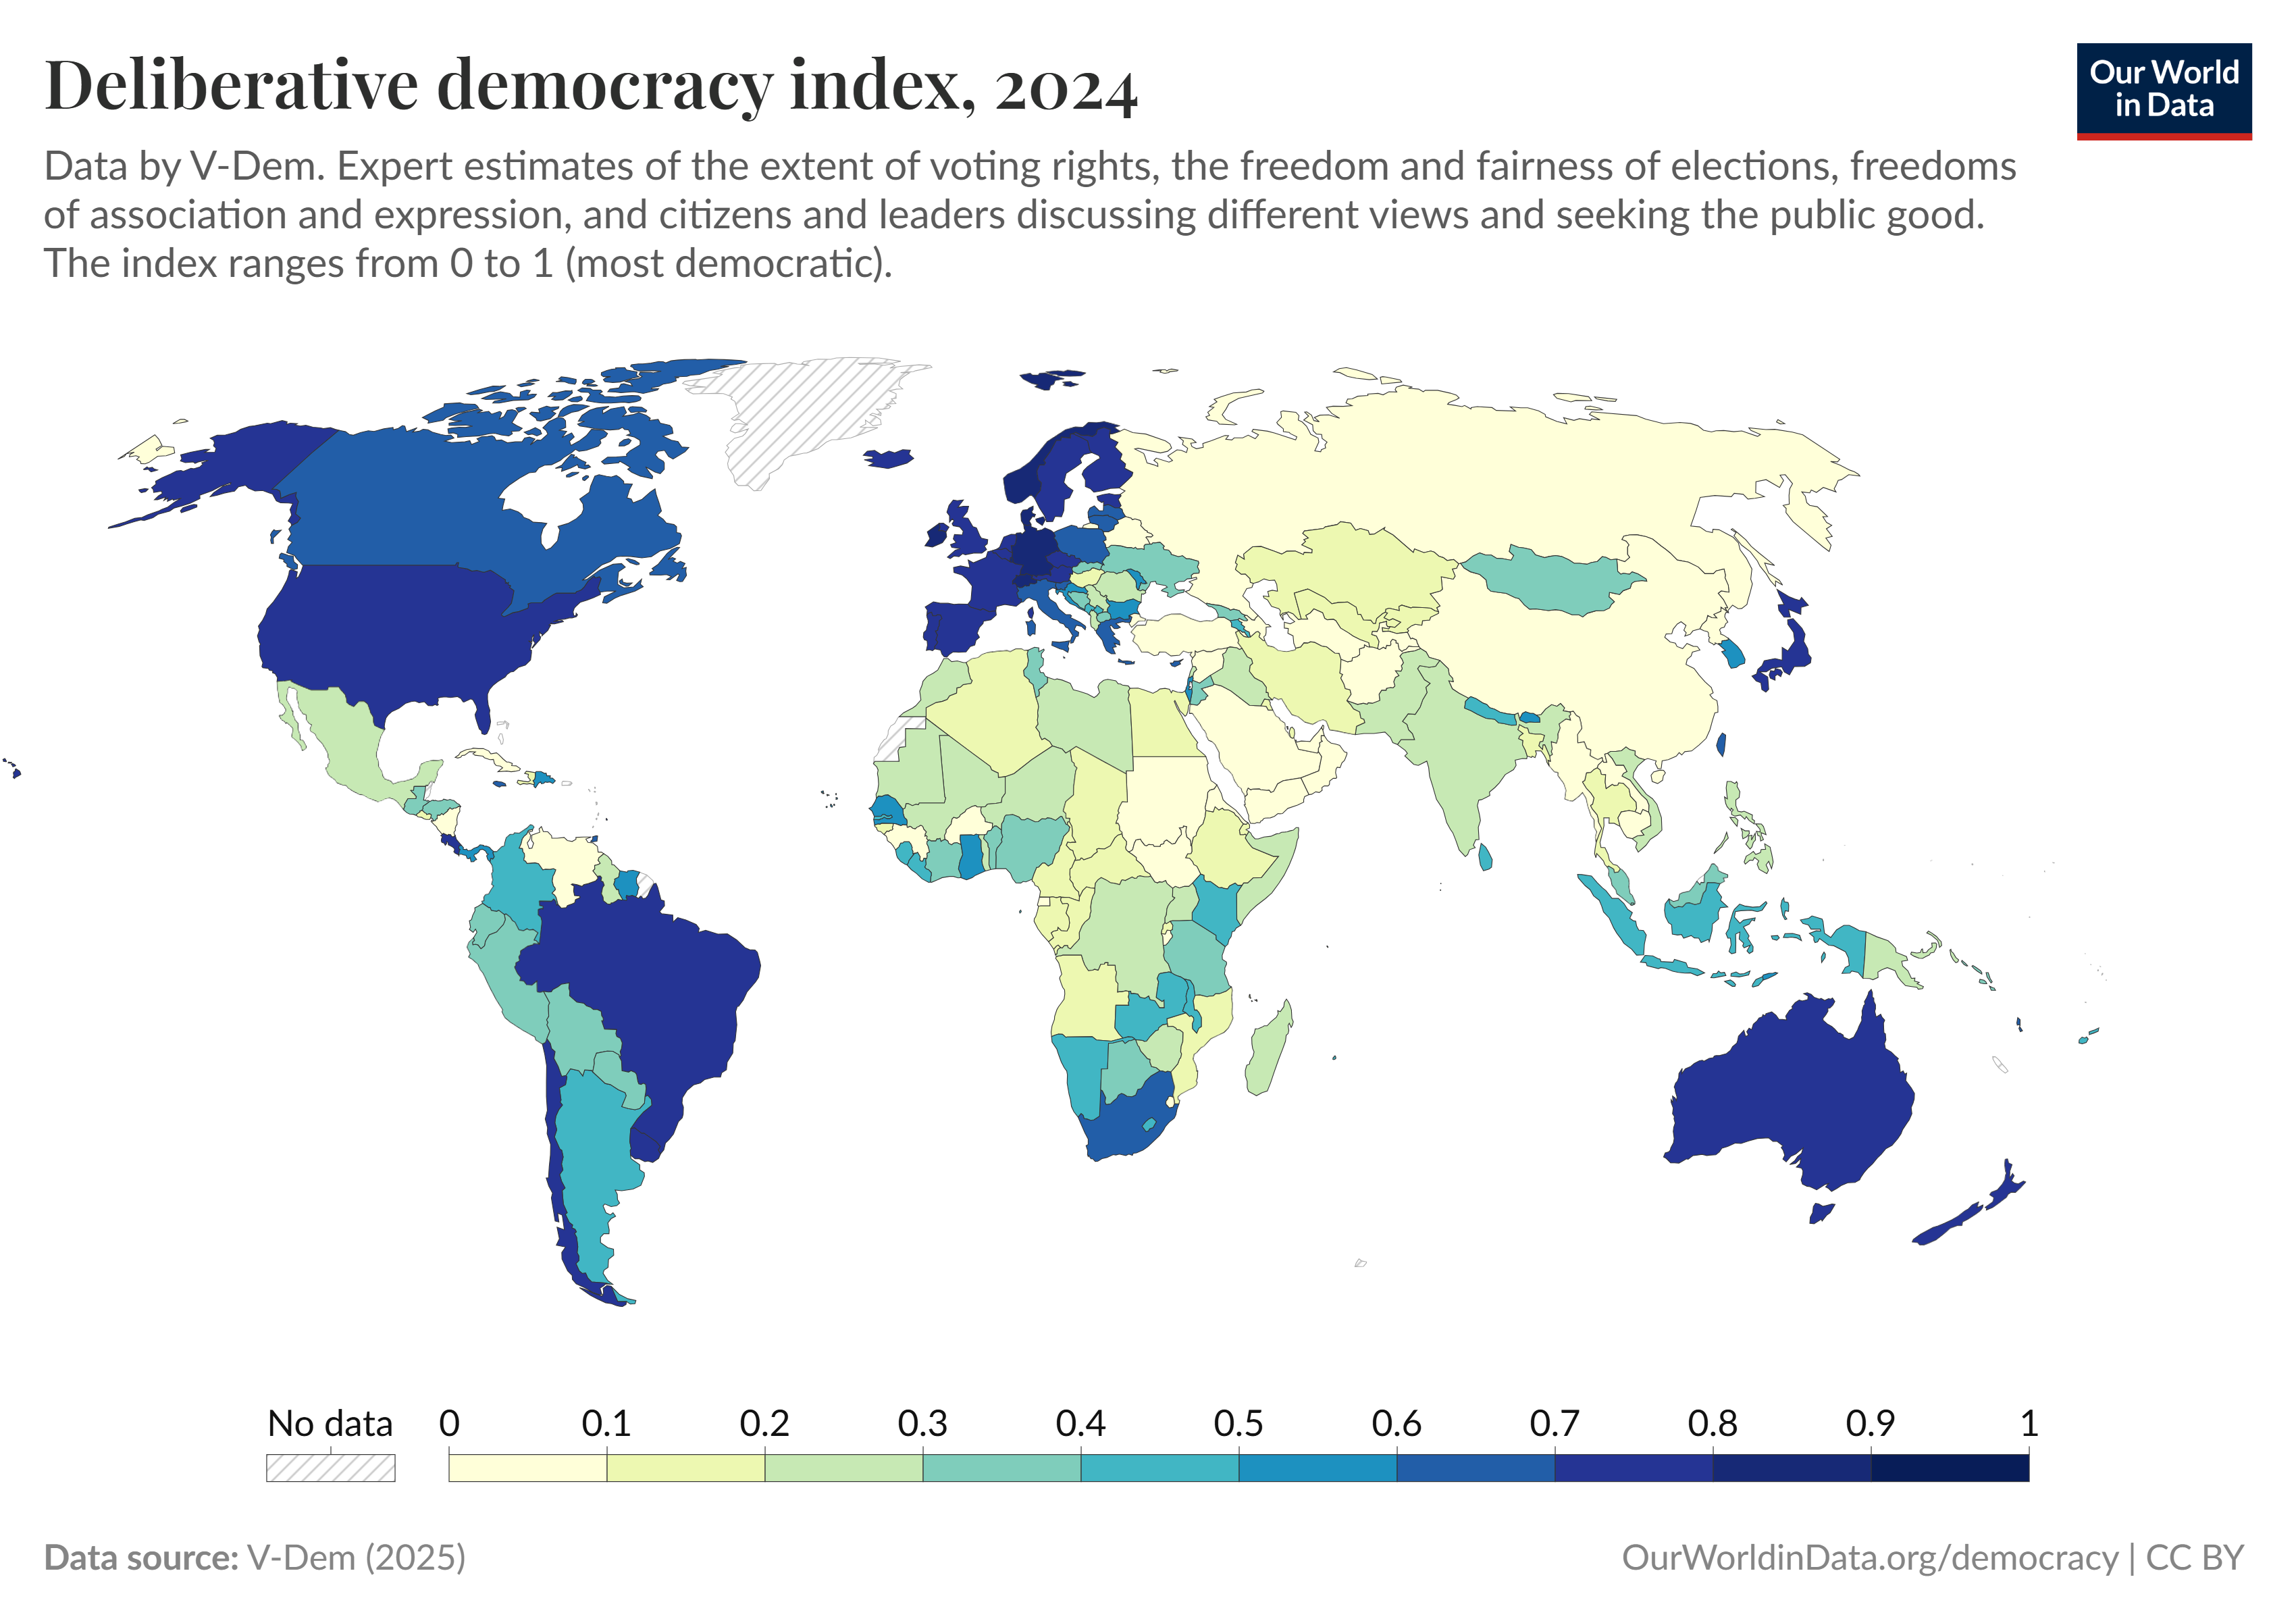 Deliberative democracy index, 2024
Our World
in Data
Data by V-Dem. Expert estimates of the extent of voting rights, the freedom and fairness of elections, freedoms
of association and expression, and citizens and leaders discussing different views and seeking the public good.
The index ranges from 0 to 1 (most democratic).
No data 0 0.1 0.2 0.3 0.4 0.5 0.6 0.7 0.8 0.9 1
Data source: V-Dem (2025)
OurWorldinData.org/democracy | CC BY